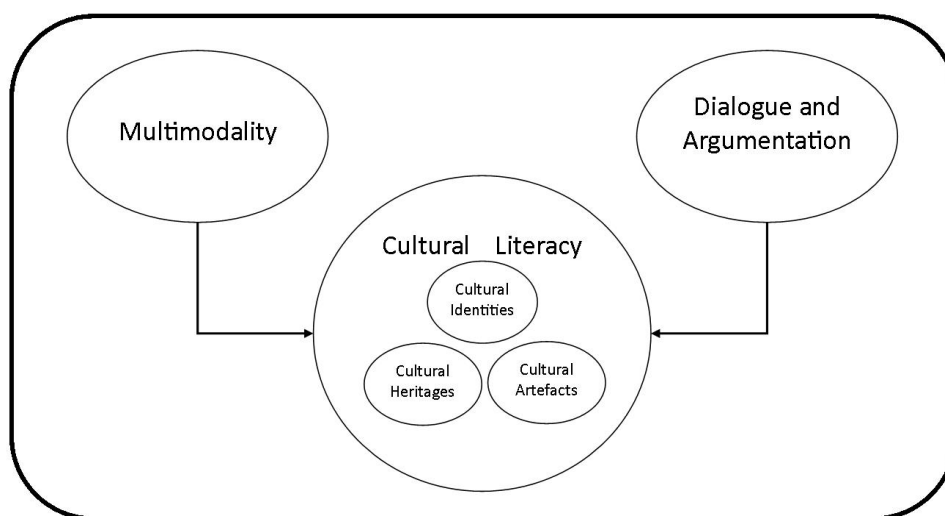 Multimodality
Dialogue and
Argumentation
Cultural Literacy
Cultural
Identities
Cultural
Heritages
Cultural
Artefacts